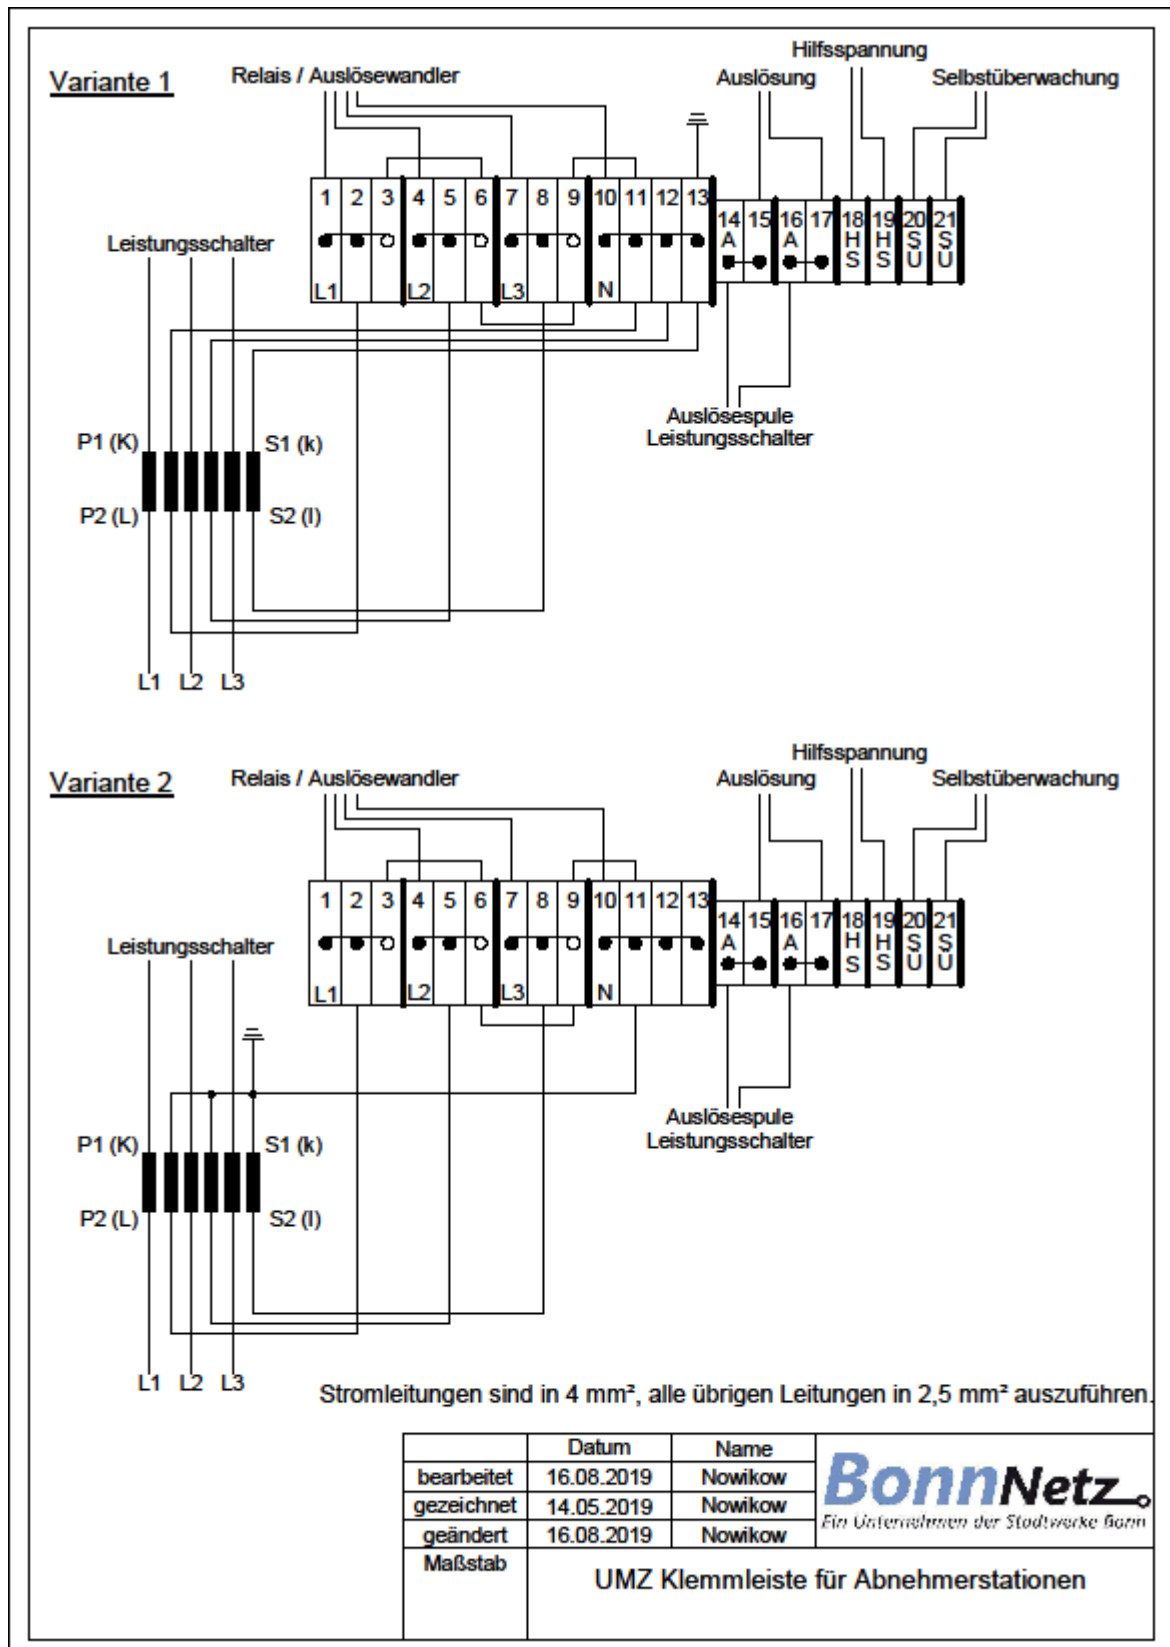 Variante 1
Relais / Auslösewandler
Hilfsspannung
Auslösung
Selbstüberwachung
1 2 3 4 5 6 7 8 9 10 11 12 13
14 15 16 17 18 19 20 21
A A H S H S S Ü S Ü
Leistungsschalter
L1 L2 L3 N
Auslösespule
Leistungsschalter
P1 (K)
S1 (k)
P2 (L)
S2 (l)
L1 L2 L3
Variante 2
Relais / Auslösewandler
Hilfsspannung
Auslösung
Selbstüberwachung
1 2 3 4 5 6 7 8 9 10 11 12 13
14 15 16 17 18 19 20 21
A A H S H S S Ü S Ü
Leistungsschalter
L1 L2 L3 N
Auslösespule
Leistungsschalter
P1 (K)
S1 (k)
P2 (L)
S2 (l)
L1 L2 L3
Stromleitungen sind in 4 mm², alle übrigen Leitungen in 2,5 mm² auszuführen.
Datum Name
bearbeitet 16.08.2019 Nowikow
gezeichnet 14.05.2019 Nowikow
geändert 16.08.2019 Nowikow
BonnNetz
Ein Unternehmen der Stadtwerke Bonn
Maßstab
UMZ Klemmleiste für Abnehmerstationen